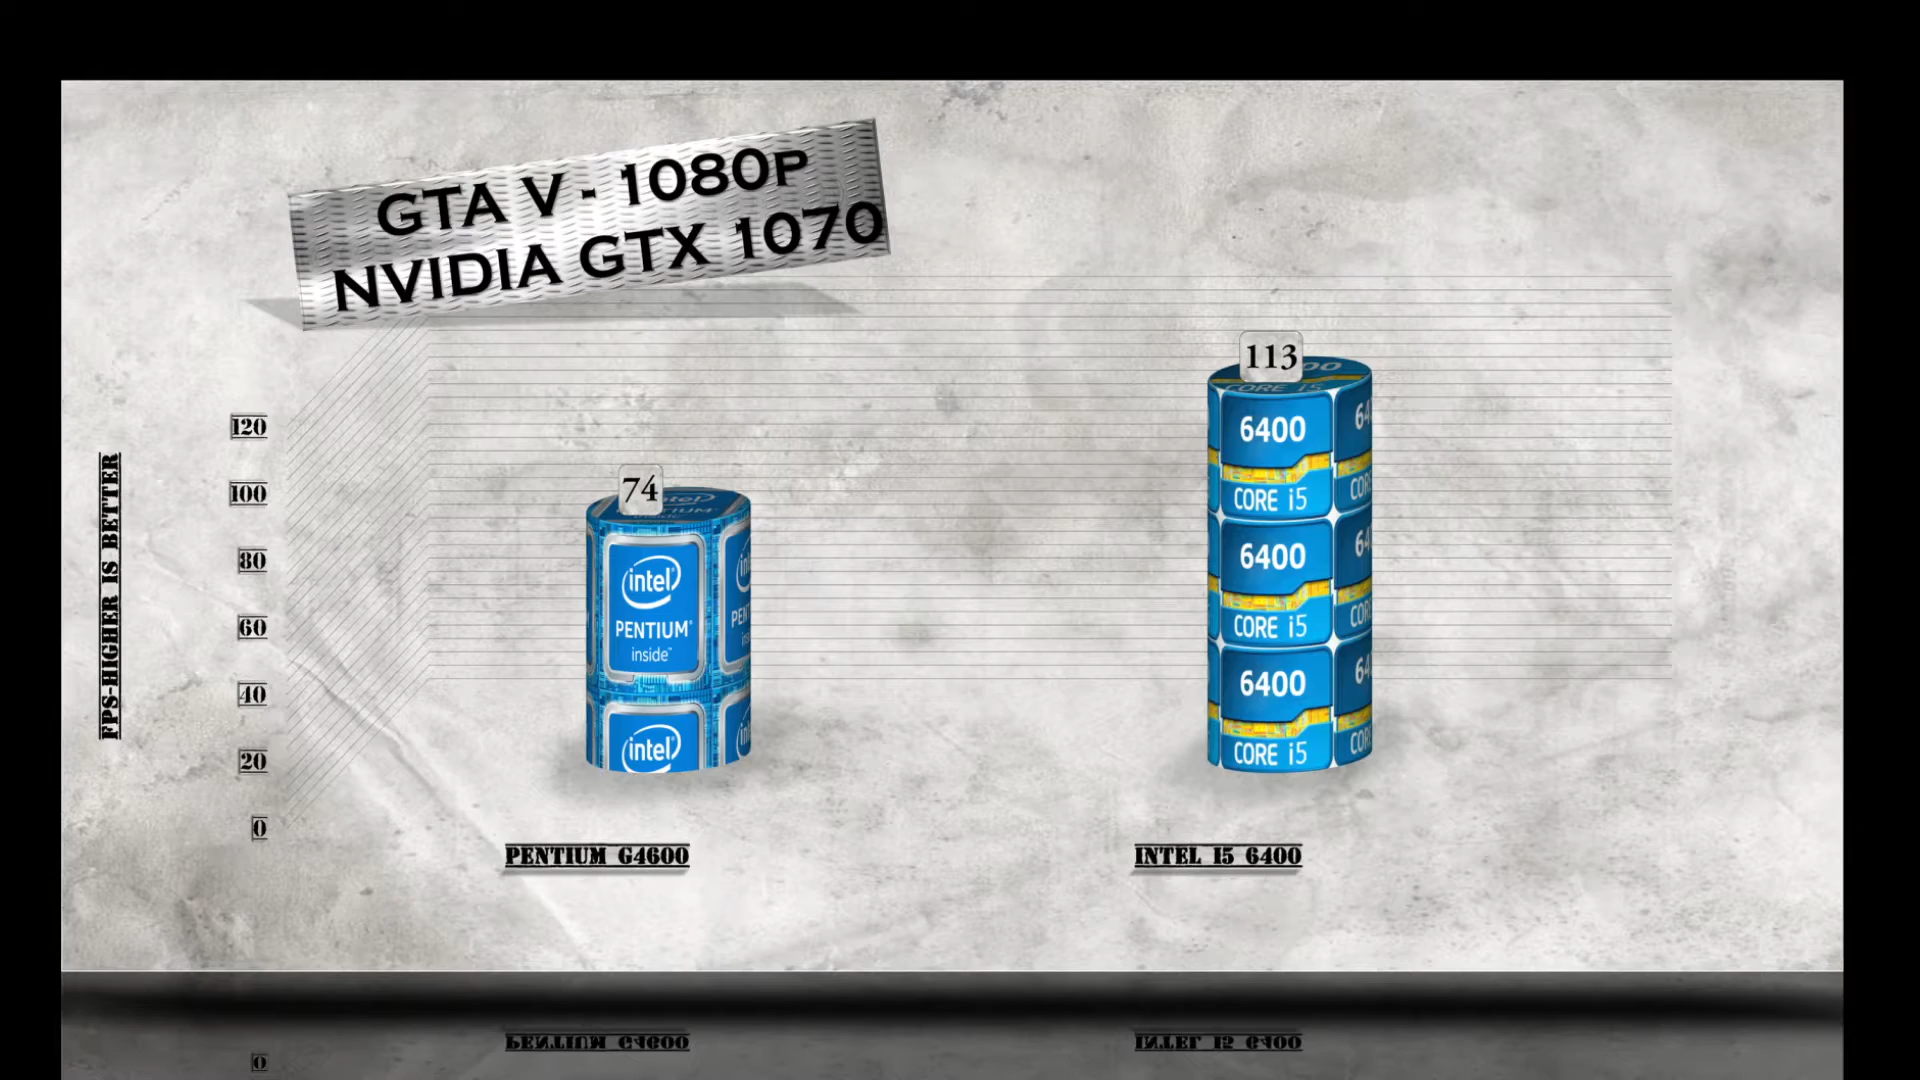 GTA V - 1080P
NVIDIA GTX 1070
FPS-HIGHER IS BETTER
120
100
80
60
40
20
0
74
intel
PENTIUM®
inside™
intel
113
6400
CORE i5
6400
CORE i5
6400
CORE i5
PENTIUM G4600
INTEL I5 6400